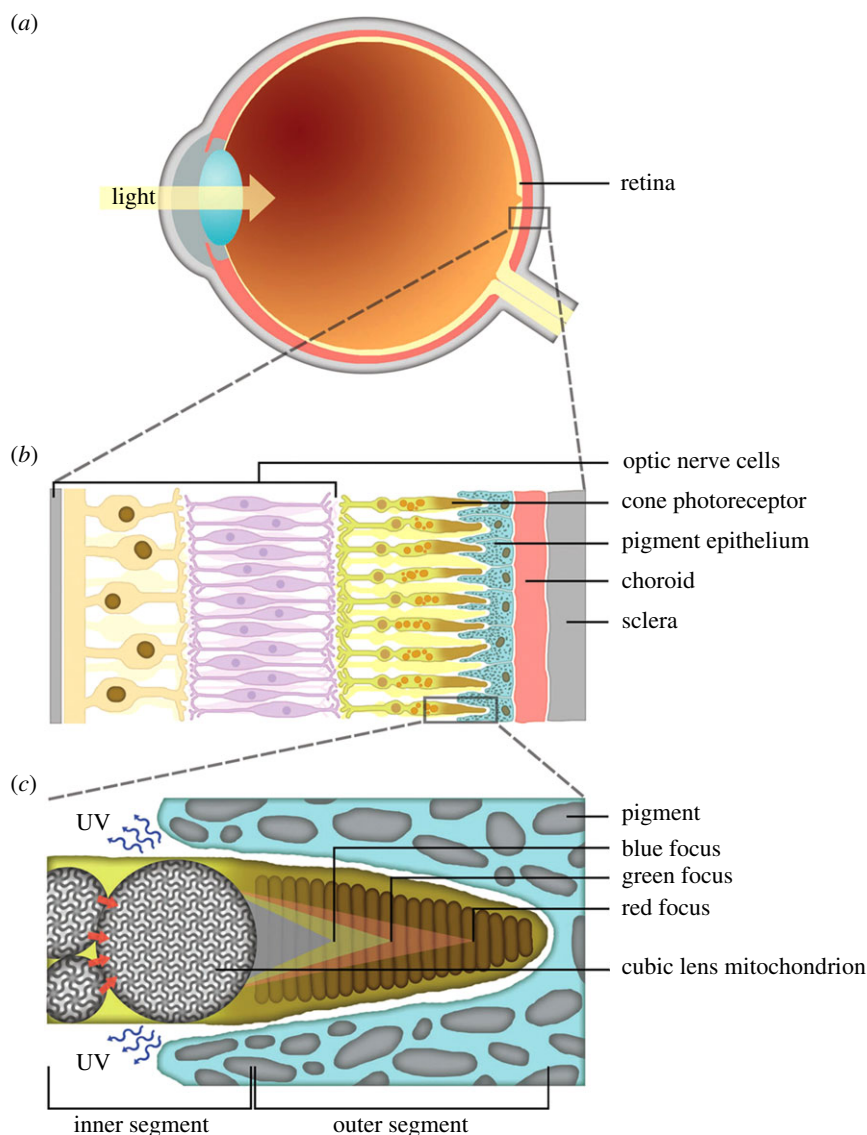 (a)
light
retina
(b)
optic nerve cells
cone photoreceptor
pigment epithelium
choroid
sclera
(c)
UV
pigment
blue focus
green focus
red focus
cubic lens mitochondrion
UV
inner segment
outer segment